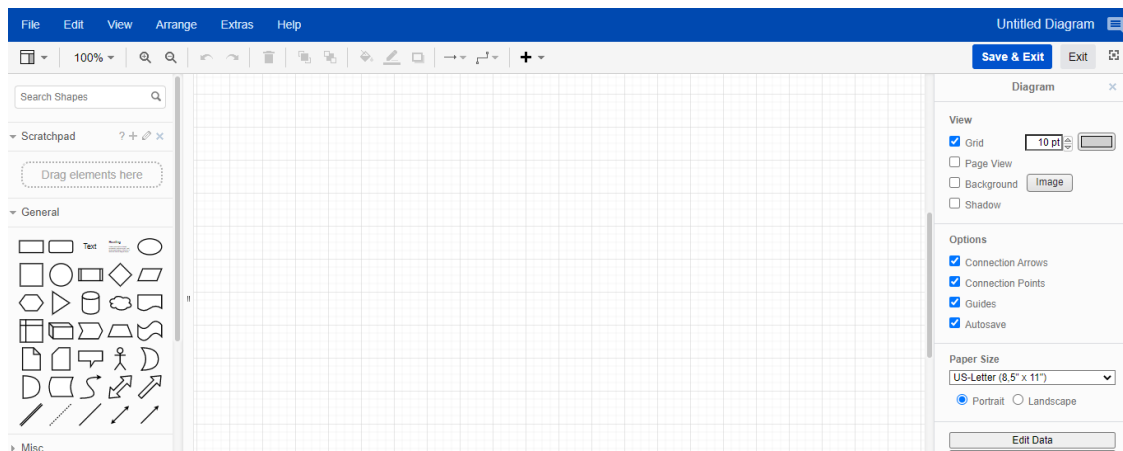 File Edit View Arrange Extras Help Untitled Diagram
100% Save & Exit Exit
Search Shapes
Scratchpad ?
Drag elements here
General
Text
Misc
Diagram
View
Grid 10 pt
Page View
Background Image
Shadow
Options
Connection Arrows
Connection Points
Guides
Autosave
Paper Size
US-Letter (8,5" x 11")
Portrait Landscape
Edit Data